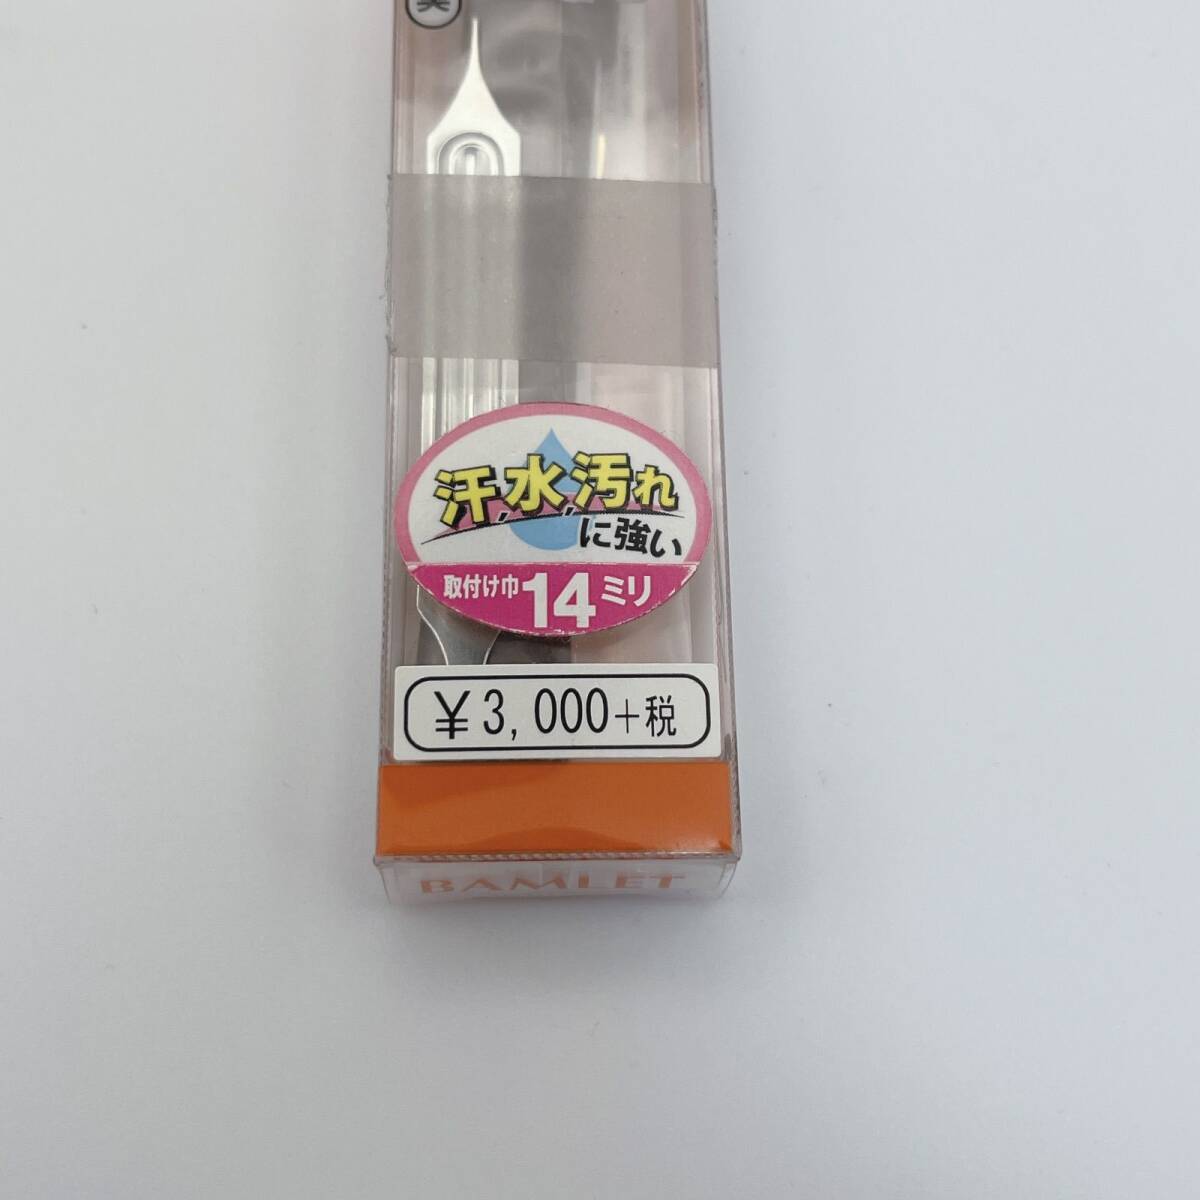 汗,水,汚れ
に強い
取付け巾14ミリ
¥3,000+税
BAMLET